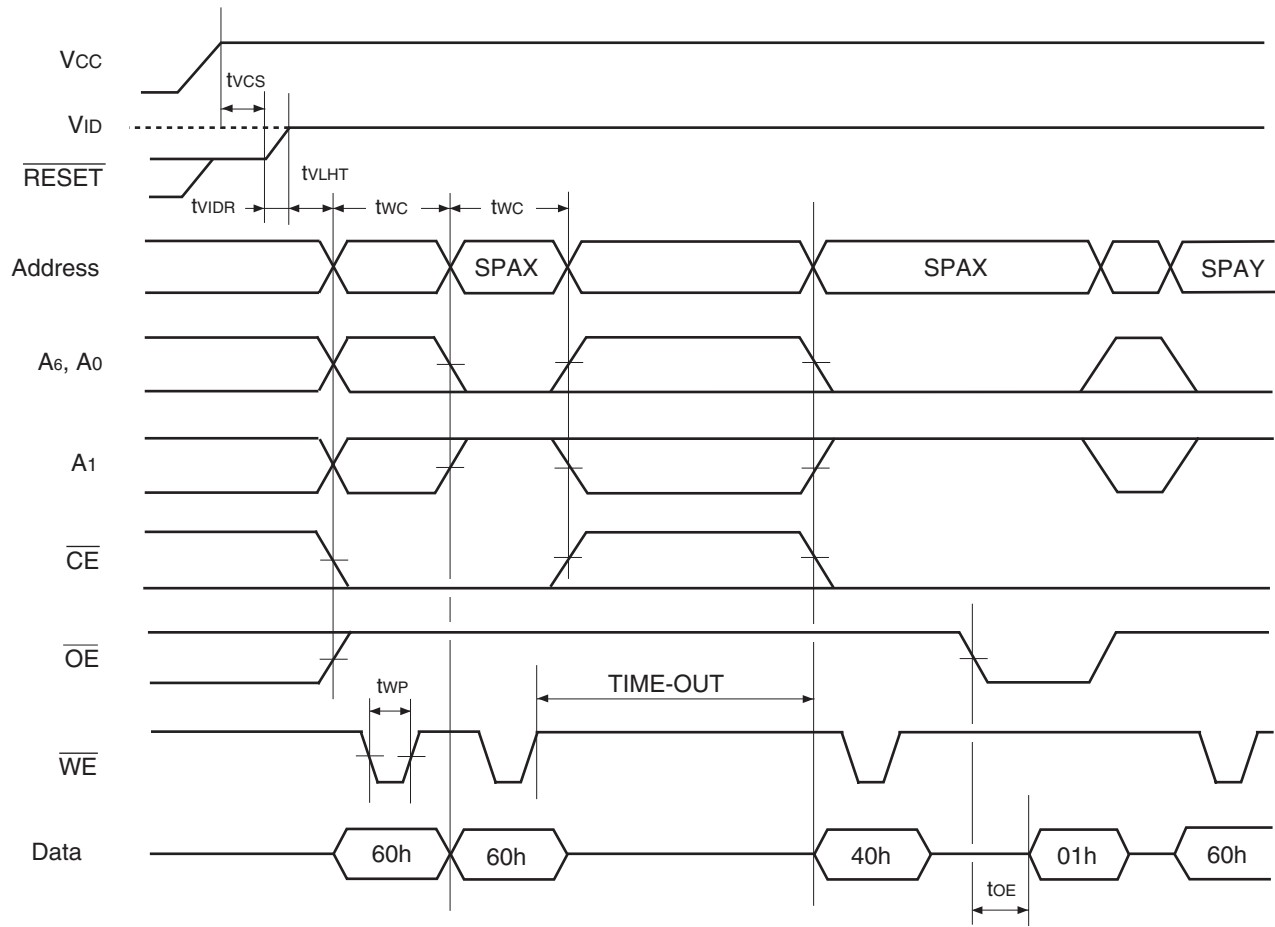 VCC
tVCS
VID
RESET
tVLHT
tVIDR
tWC
tWC
Address
SPAX
SPAX
SPAY
A6, A0
A1
CE
OE
tWP
TIME-OUT
WE
Data
60h
60h
40h
01h
60h
tOE